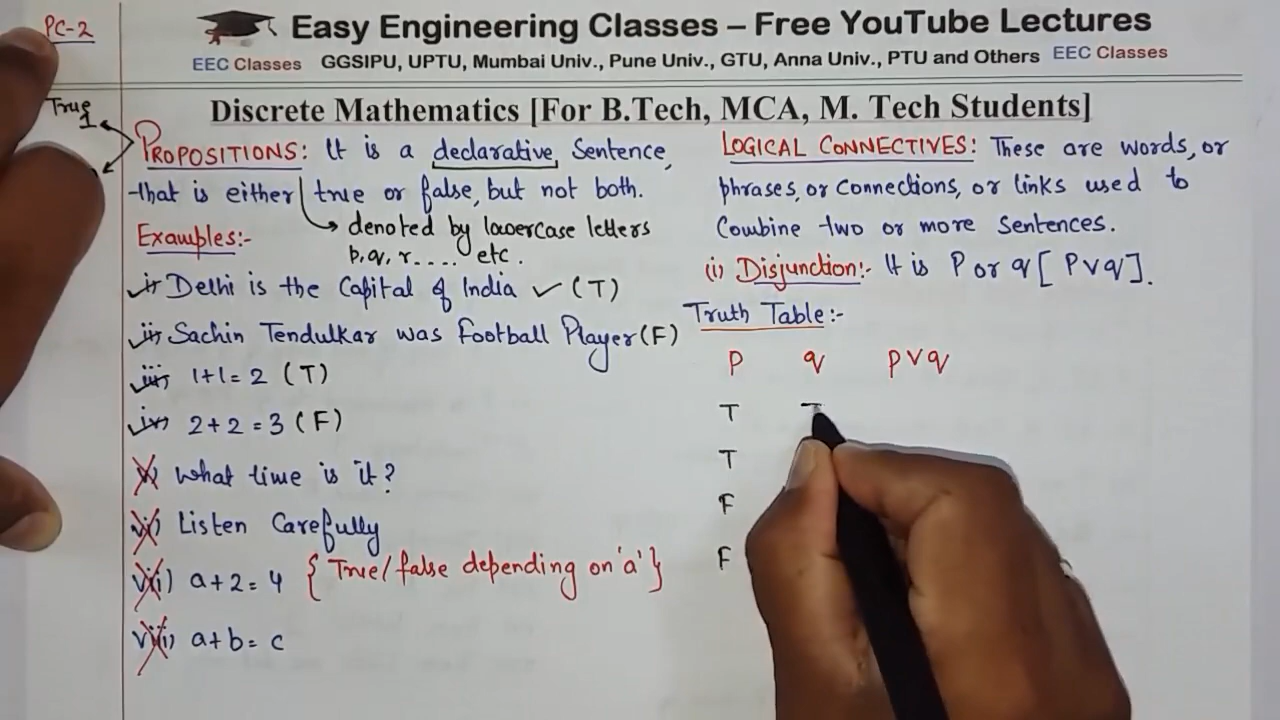 PC-2
Easy Engineering Classes – Free YouTube Lectures
EEC Classes GGSIPU, UPTU, Mumbai Univ., Pune Univ., GTU, Anna Univ., PTU and Others EEC Classes
Discrete Mathematics [For B.Tech, MCA, M. Tech Students]
True
1
PROPOSITIONS: It is a declarative Sentence,
that is either true or false, but not both.
denoted by lowercase letters
p, q, r.... etc.
Examples:-
i) Delhi is the Capital of India ✓ (T)
ii) Sachin Tendulkar was Football Player (F)
iii) 1+1=2 (T)
iv) 2+2=3 (F)
v) What time is it?
vi) Listen Carefully
vii) a+2=4 {True/false depending on 'a'}
viii) a+b=c
LOGICAL CONNECTIVES: These are words, or
phrases, or Connections, or links used to
Combine two or more Sentences.
(i) Disjunction:- It is P or q [P∨q].
Truth Table:-
P q p∨q
T T
T
F
F